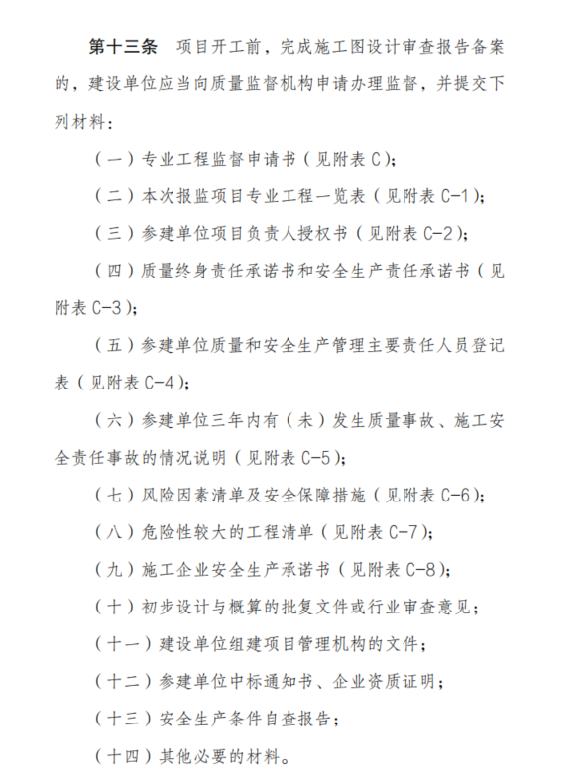 第十三条 项目开工前，完成施工图设计审查报告备案
的，建设单位应当向质量监督机构申请办理监督，并提交下
列材料：
（一）专业工程监督申请书（见附表 C）；
（二）本次报监项目专业工程一览表（见附表 C-1）；
（三）参建单位项目负责人授权书（见附表 C-2）；
（四）质量终身责任承诺书和安全生产责任承诺书（见
附表 C-3）；
（五）参建单位质量和安全生产管理主要责任人员登记
表（见附表 C-4）；
（六）参建单位三年内有（未）发生质量事故、施工安
全责任事故的情况说明（见附表 C-5）；
（七）风险因素清单及安全保障措施（见附表 C-6）；
（八）危险性较大的工程清单（见附表 C-7）；
（九）施工企业安全生产承诺书（见附表 C-8）；
（十）初步设计与概算的批复文件或行业审查意见；
（十一）建设单位组建项目管理机构的文件；
（十二）参建单位中标通知书、企业资质证明；
（十三）安全生产条件自查报告；
（十四）其他必要的材料。